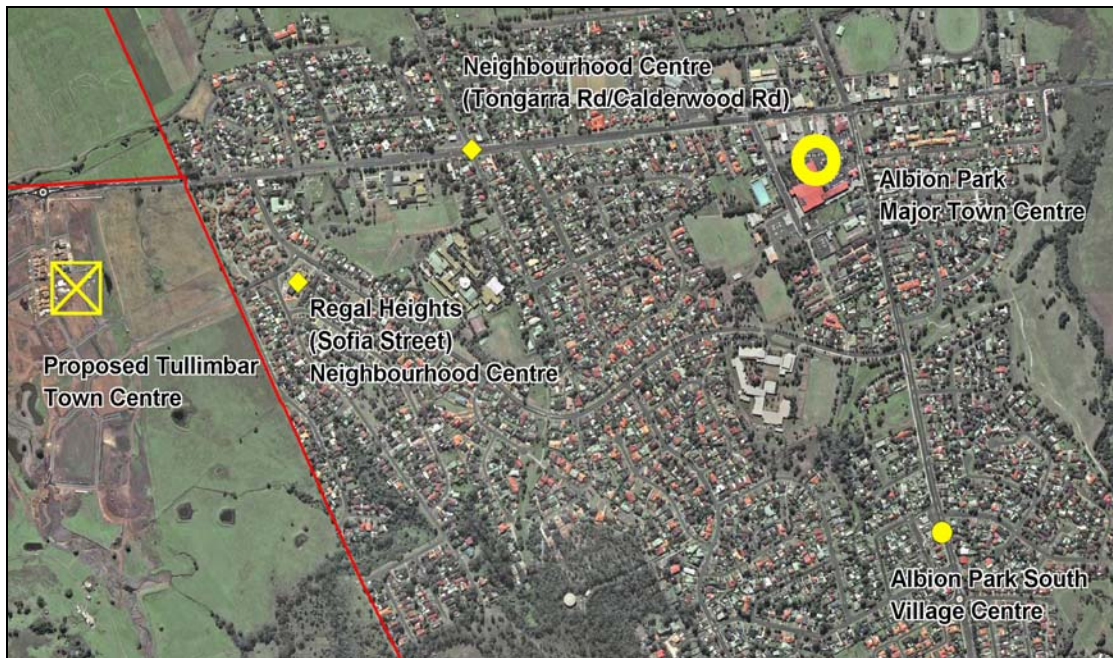 Neighbourhood Centre
(Tongarra Rd/Calderwood Rd)
Albion Park
Major Town Centre
Regal Heights
(Sofia Street)
Neighbourhood Centre
Proposed Tullimbar
Town Centre
Albion Park South
Village Centre